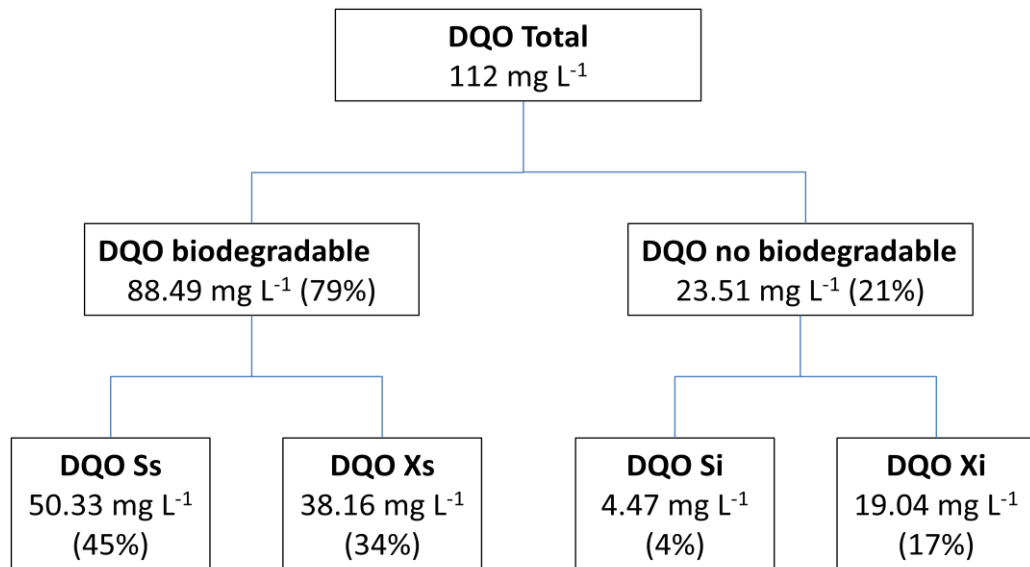 DQO Total
112 mg L⁻¹
DQO biodegradable
88.49 mg L⁻¹ (79%)
DQO no biodegradable
23.51 mg L⁻¹ (21%)
DQO Ss
50.33 mg L⁻¹
(45%)
DQO Xs
38.16 mg L⁻¹
(34%)
DQO Si
4.47 mg L⁻¹
(4%)
DQO Xi
19.04 mg L⁻¹
(17%)